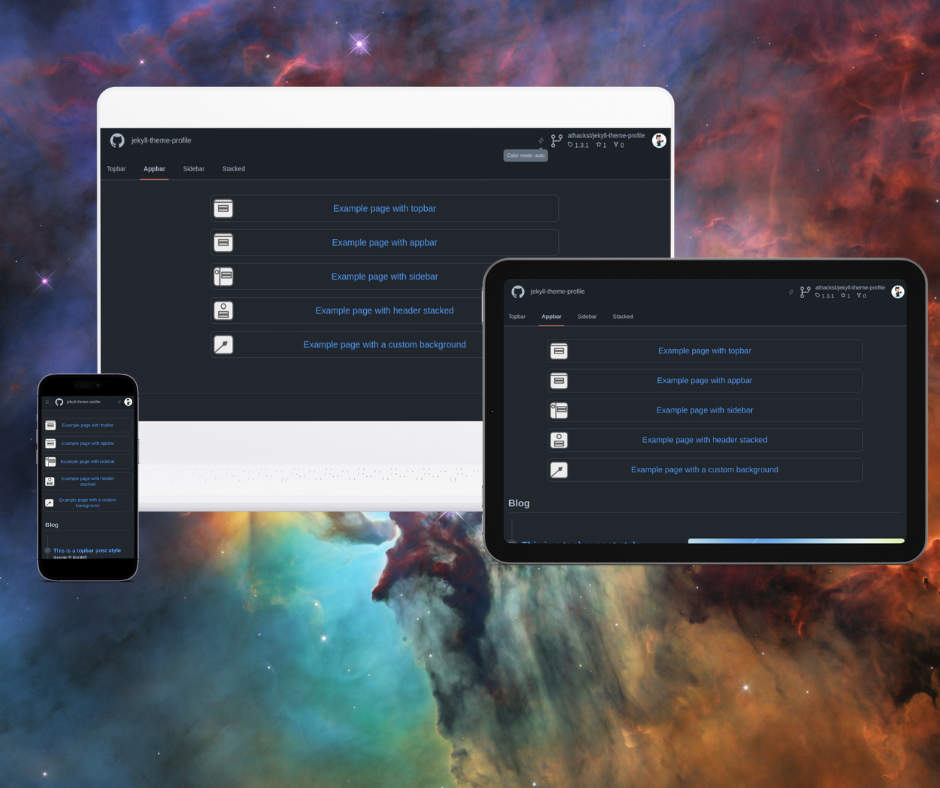 jekyll-theme-profile
athackst/jekyll-theme-profile
1.3.1 1 0
Color mode: auto
Topbar Appbar Sidebar Stacked
Example page with topbar
Example page with appbar
Example page with sidebar
Example page with header stacked
Example page with a custom background
jekyll-theme-profile
athackst/jekyll-theme-profile
1.3.1 1 0
Topbar Appbar Sidebar Stacked
Example page with topbar
Example page with appbar
Example page with sidebar
Example page with header stacked
Example page with a custom background
Blog
This is a topbar post style
jekyll-theme-profile
Example page with topbar
Example page with appbar
Example page with sidebar
Example page with header
stacked
Example page with a custom
background
Blog
This is a topbar post style